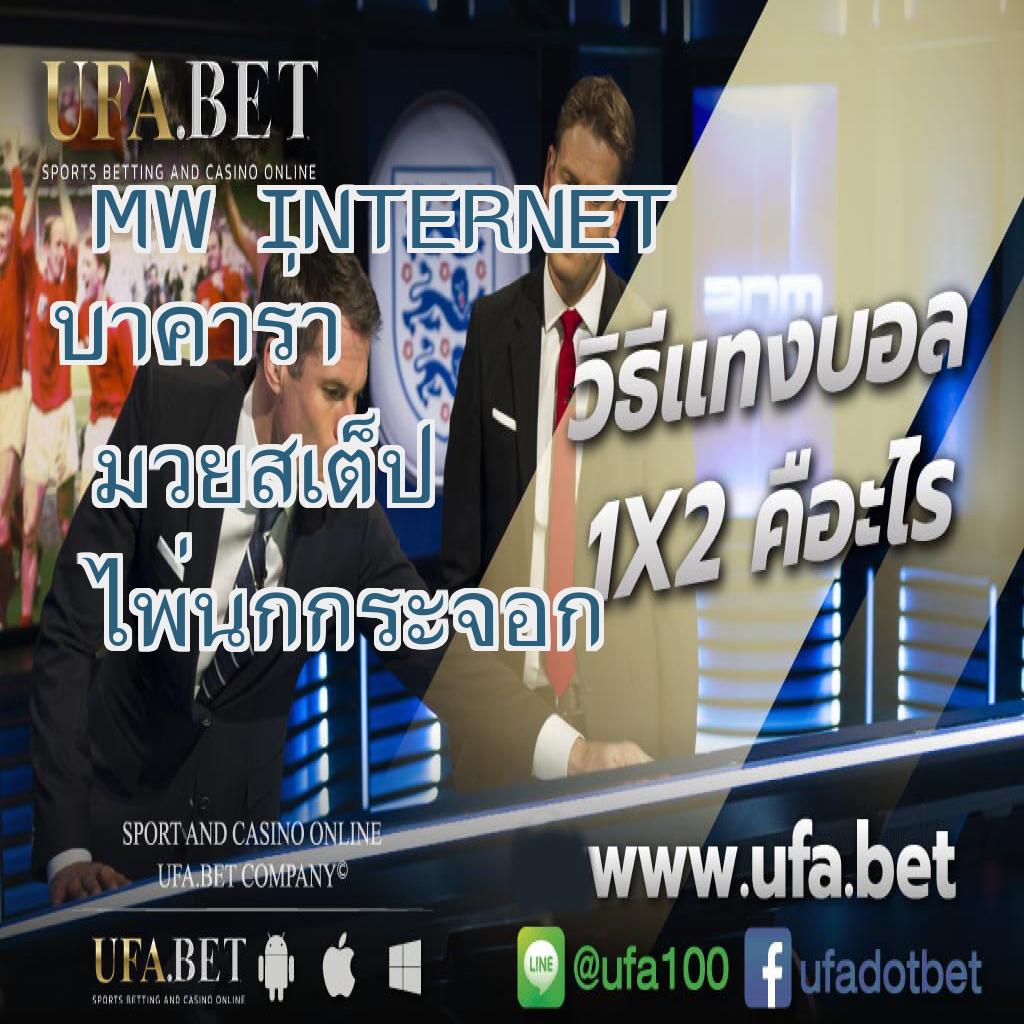 UFA.BET
SPORTS BETTING AND CASINO ONLINE
MW INTERNET
บาคาร่า
วิธีแทงบอล
มวยสเต็ป
1X2 คืออะไร
ไพ่นกกระจอก
SPORT AND CASINO ONLINE
UFA.BET COMPANY©
www.ufa.bet
UFA.BET
SPORTS BETTING AND CASINO ONLINE
LINE @ufa100 f ufadotbet